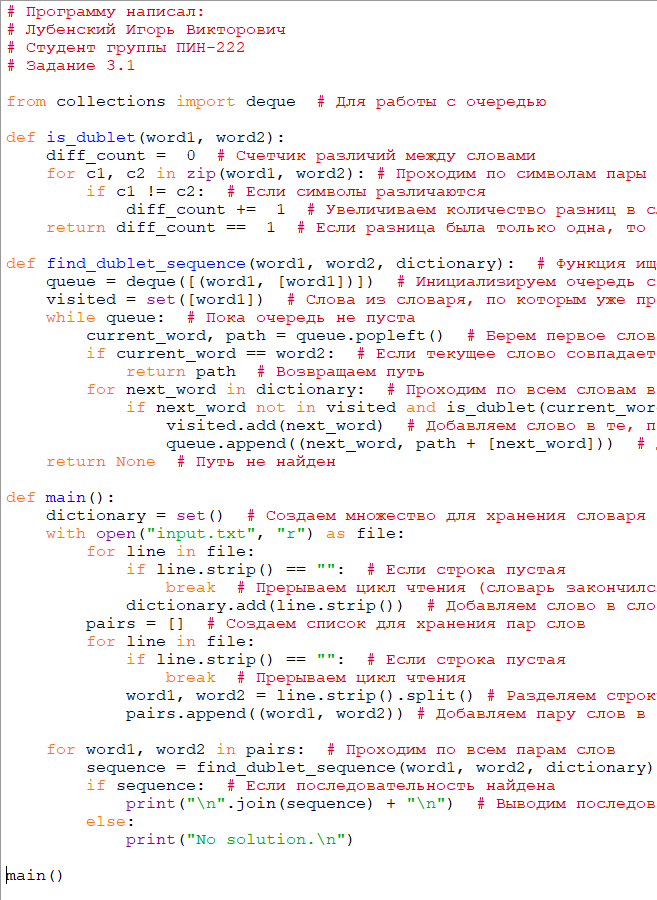 # Программу написал:
# Лубенский Игорь Викторович
# Студент группы ПИН-222
# Задание 3.1
from collections import deque  # Для работы с очередью
def is_dublet(word1, word2):
    diff_count =  0  # Счетчик различий между словами
    for c1, c2 in zip(word1, word2): # Проходим по символам пары
        if c1 != c2:  # Если символы различаются
            diff_count +=  1  # Увеличиваем количество разниц в
    return diff_count ==  1  # Если разница была только одна, то
def find_dublet_sequence(word1, word2, dictionary):  # Функция ищ
    queue = deque([(word1, [word1])])  # Инициализируем очередь с
    visited = set([word1])  # Слова из словаря, по которым уже пр
    while queue:  # Пока очередь не пуста
        current_word, path = queue.popleft()  # Берем первое слов
        if current_word == word2:  # Если текущее слово совпадает
            return path  # Возвращаем путь
        for next_word in dictionary:  # Проходим по всем словам в
            if next_word not in visited and is_dublet(current_wor
                visited.add(next_word)  # Добавляем слово в те, п
                queue.append((next_word, path + [next_word]))  #
    return None  # Путь не найден
def main():
    dictionary = set()  # Создаем множество для хранения словаря
    with open("input.txt", "r") as file:
        for line in file:
            if line.strip() == "":  # Если строка пустая
                break  # Прерываем цикл чтения (словарь закончилс
            dictionary.add(line.strip())  # Добавляем слово в сло
        pairs = []  # Создаем список для хранения пар слов
        for line in file:
            if line.strip() == "":  # Если строка пустая
                break  # Прерываем цикл чтения
            word1, word2 = line.strip().split() # Разделяем строк
            pairs.append((word1, word2)) # Добавляем пару слов в
    for word1, word2 in pairs:  # Проходим по всем парам слов
        sequence = find_dublet_sequence(word1, word2, dictionary)
        if sequence:  # Если последовательность найдена
            print("\n".join(sequence) + "\n")  # Выводим последов
        else:
            print("No solution.\n")
main()